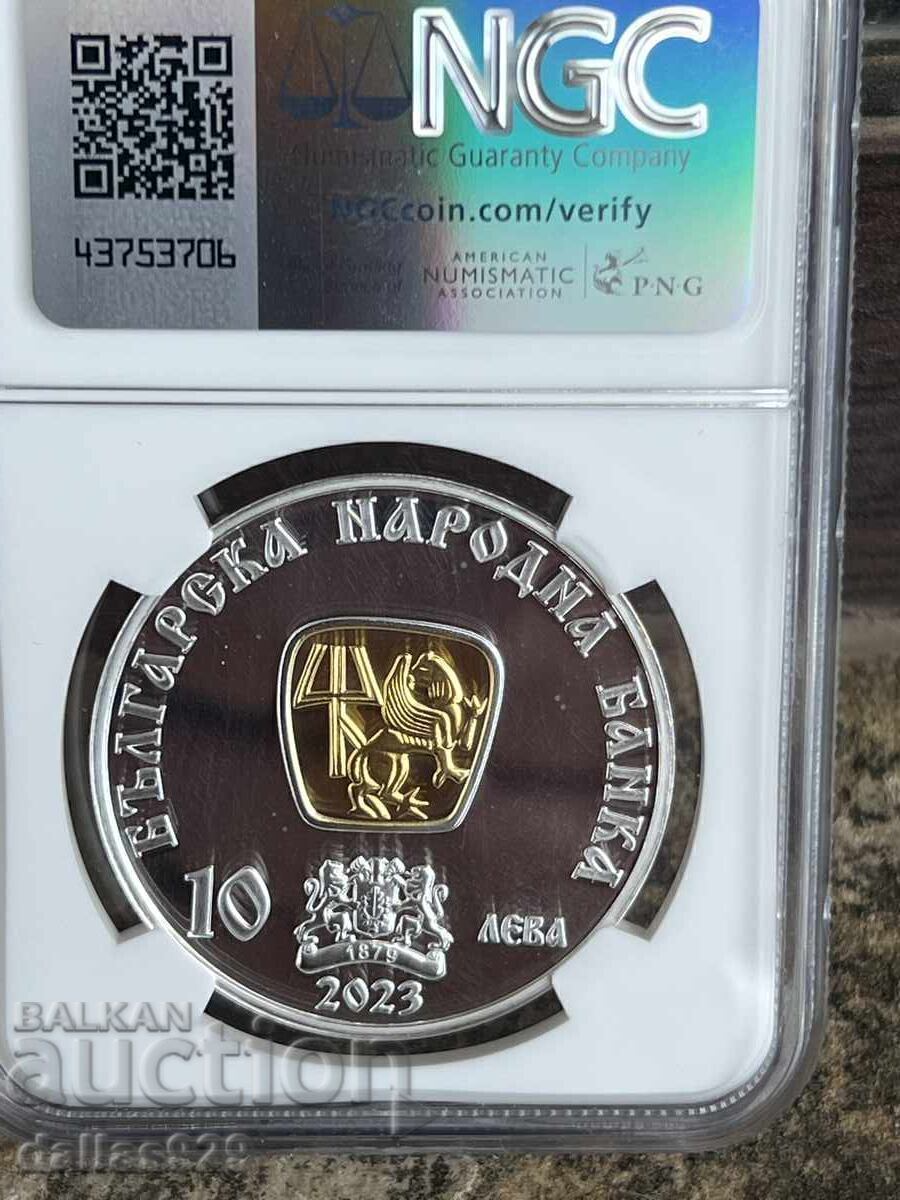 NGC
Numismatic Guaranty Company
NGCcoin.com/verify
43753706
AMERICAN
NUMISMATIC
ASSOCIATION
P·N·G
БЪЛГАРСКА НАРОДНА БАНКА
10
ЛЕВА
1879
2023
BALKAN
auction
dallas929